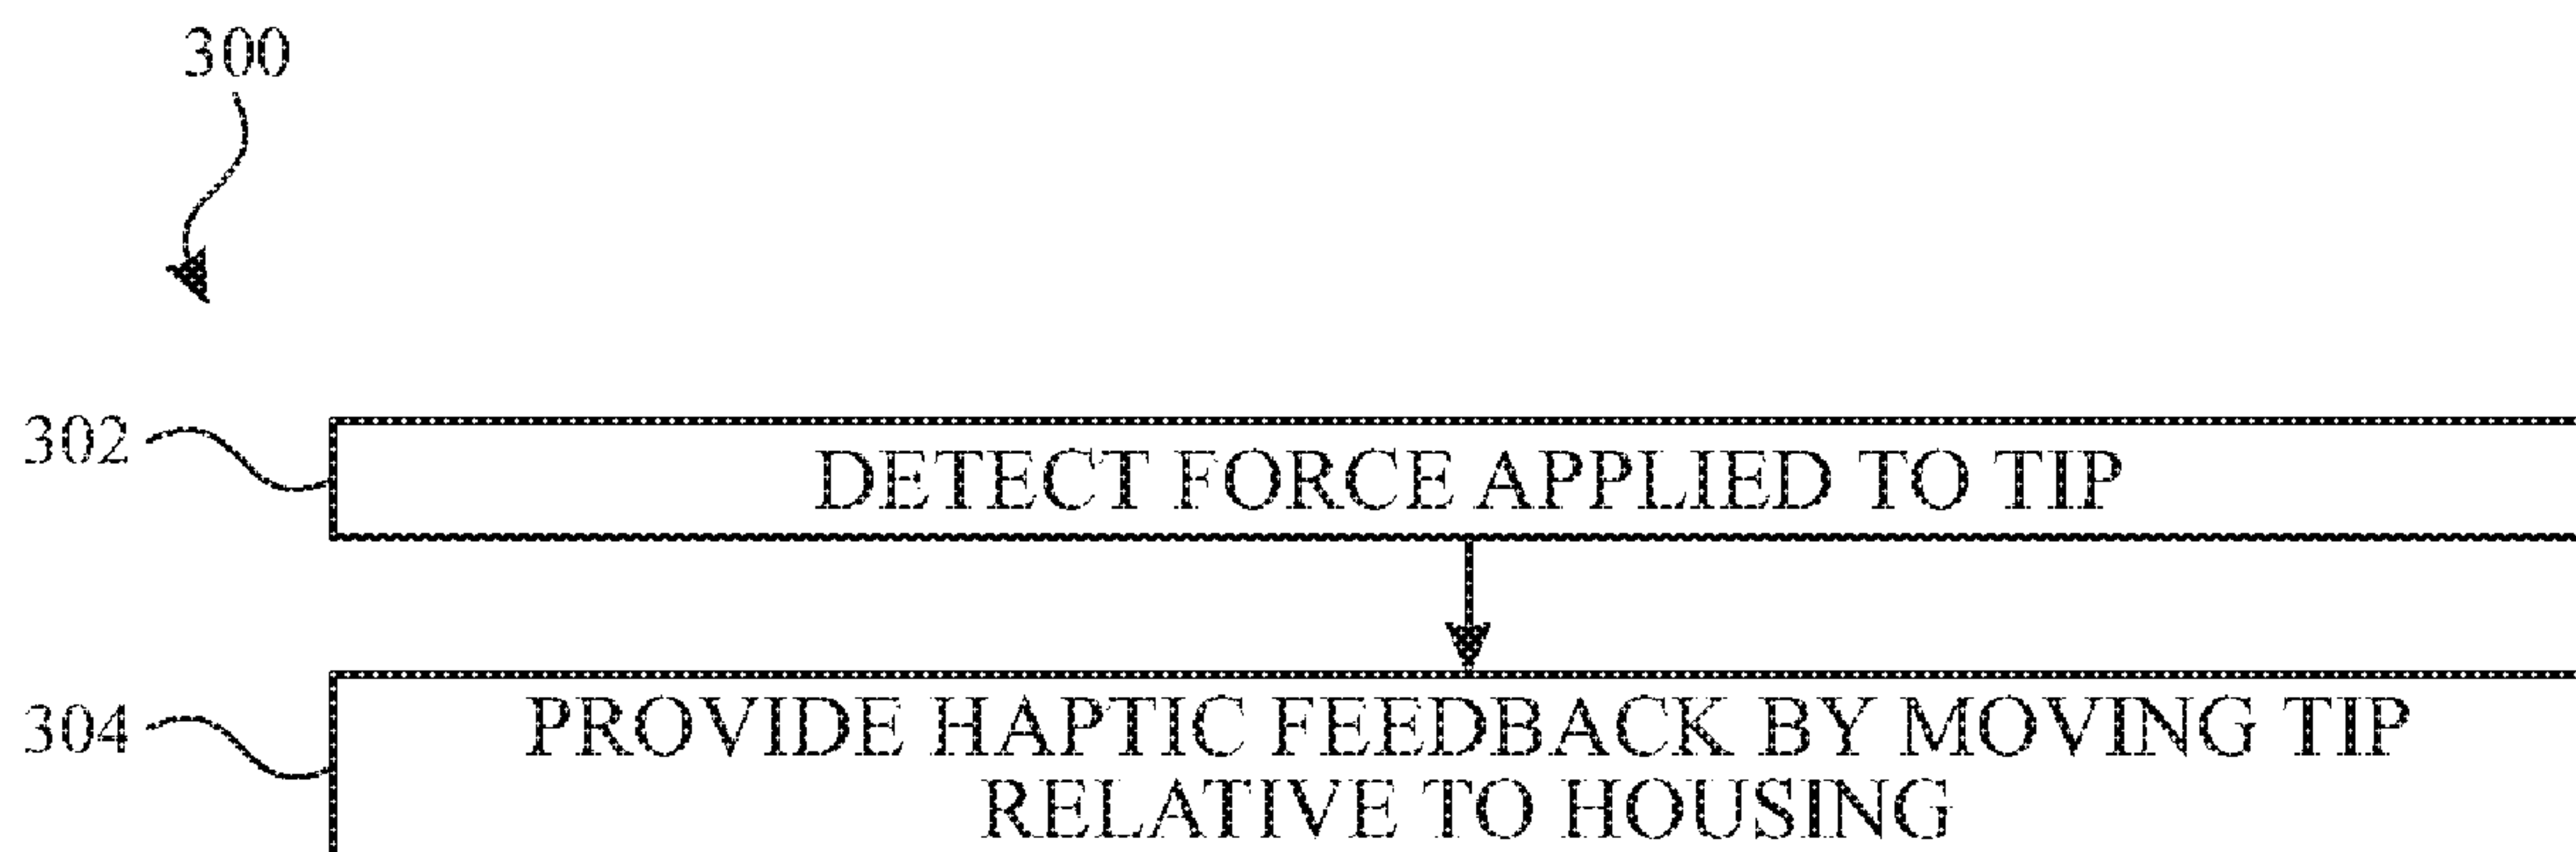 300
302
DETECT FORCE APPLIED TO TIP
304
PROVIDE HAPTIC FEEDBACK BY MOVING TIP
RELATIVE TO HOUSING